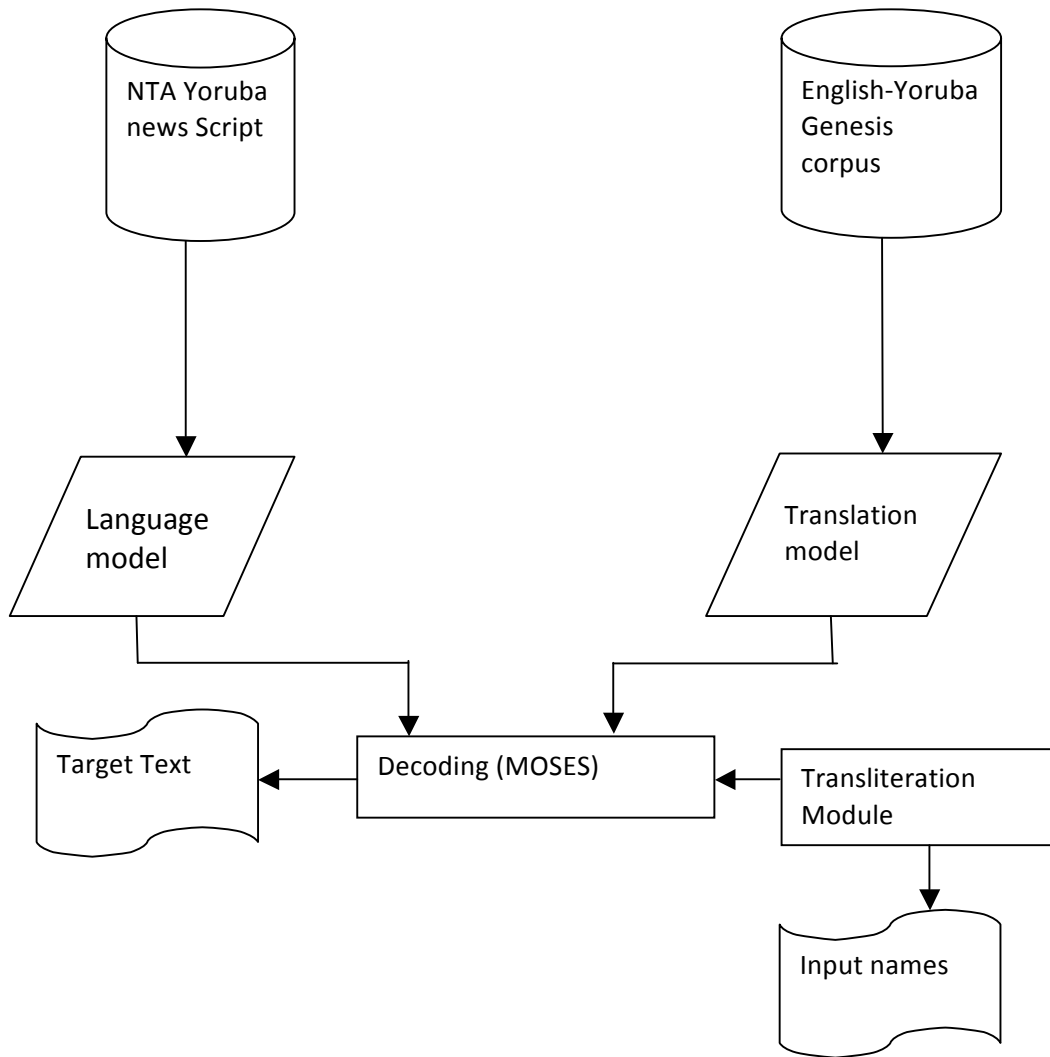 NTA Yoruba
news Script
English-Yoruba
Genesis
corpus
Language
model
Translation
model
Target Text
Decoding (MOSES)
Transliteration
Module
Input names